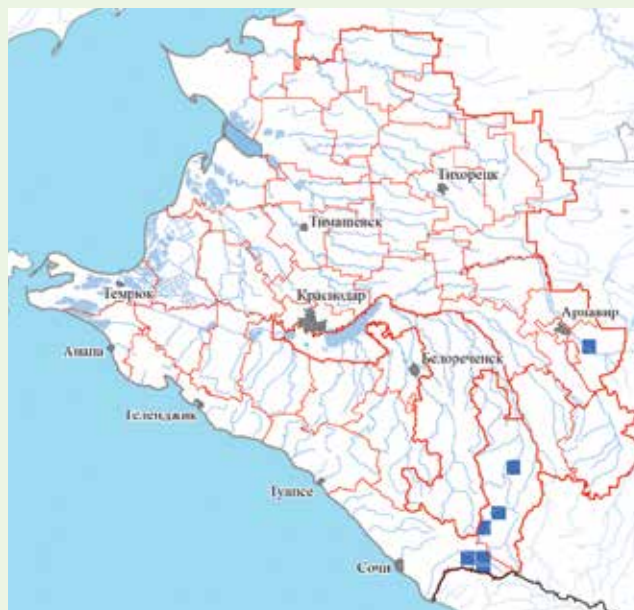 Тихорецк
Тимашевск
Темрюк
Краснодар
Армавир
Анапа
Белореченск
Геленджик
Туапсе
Сочи